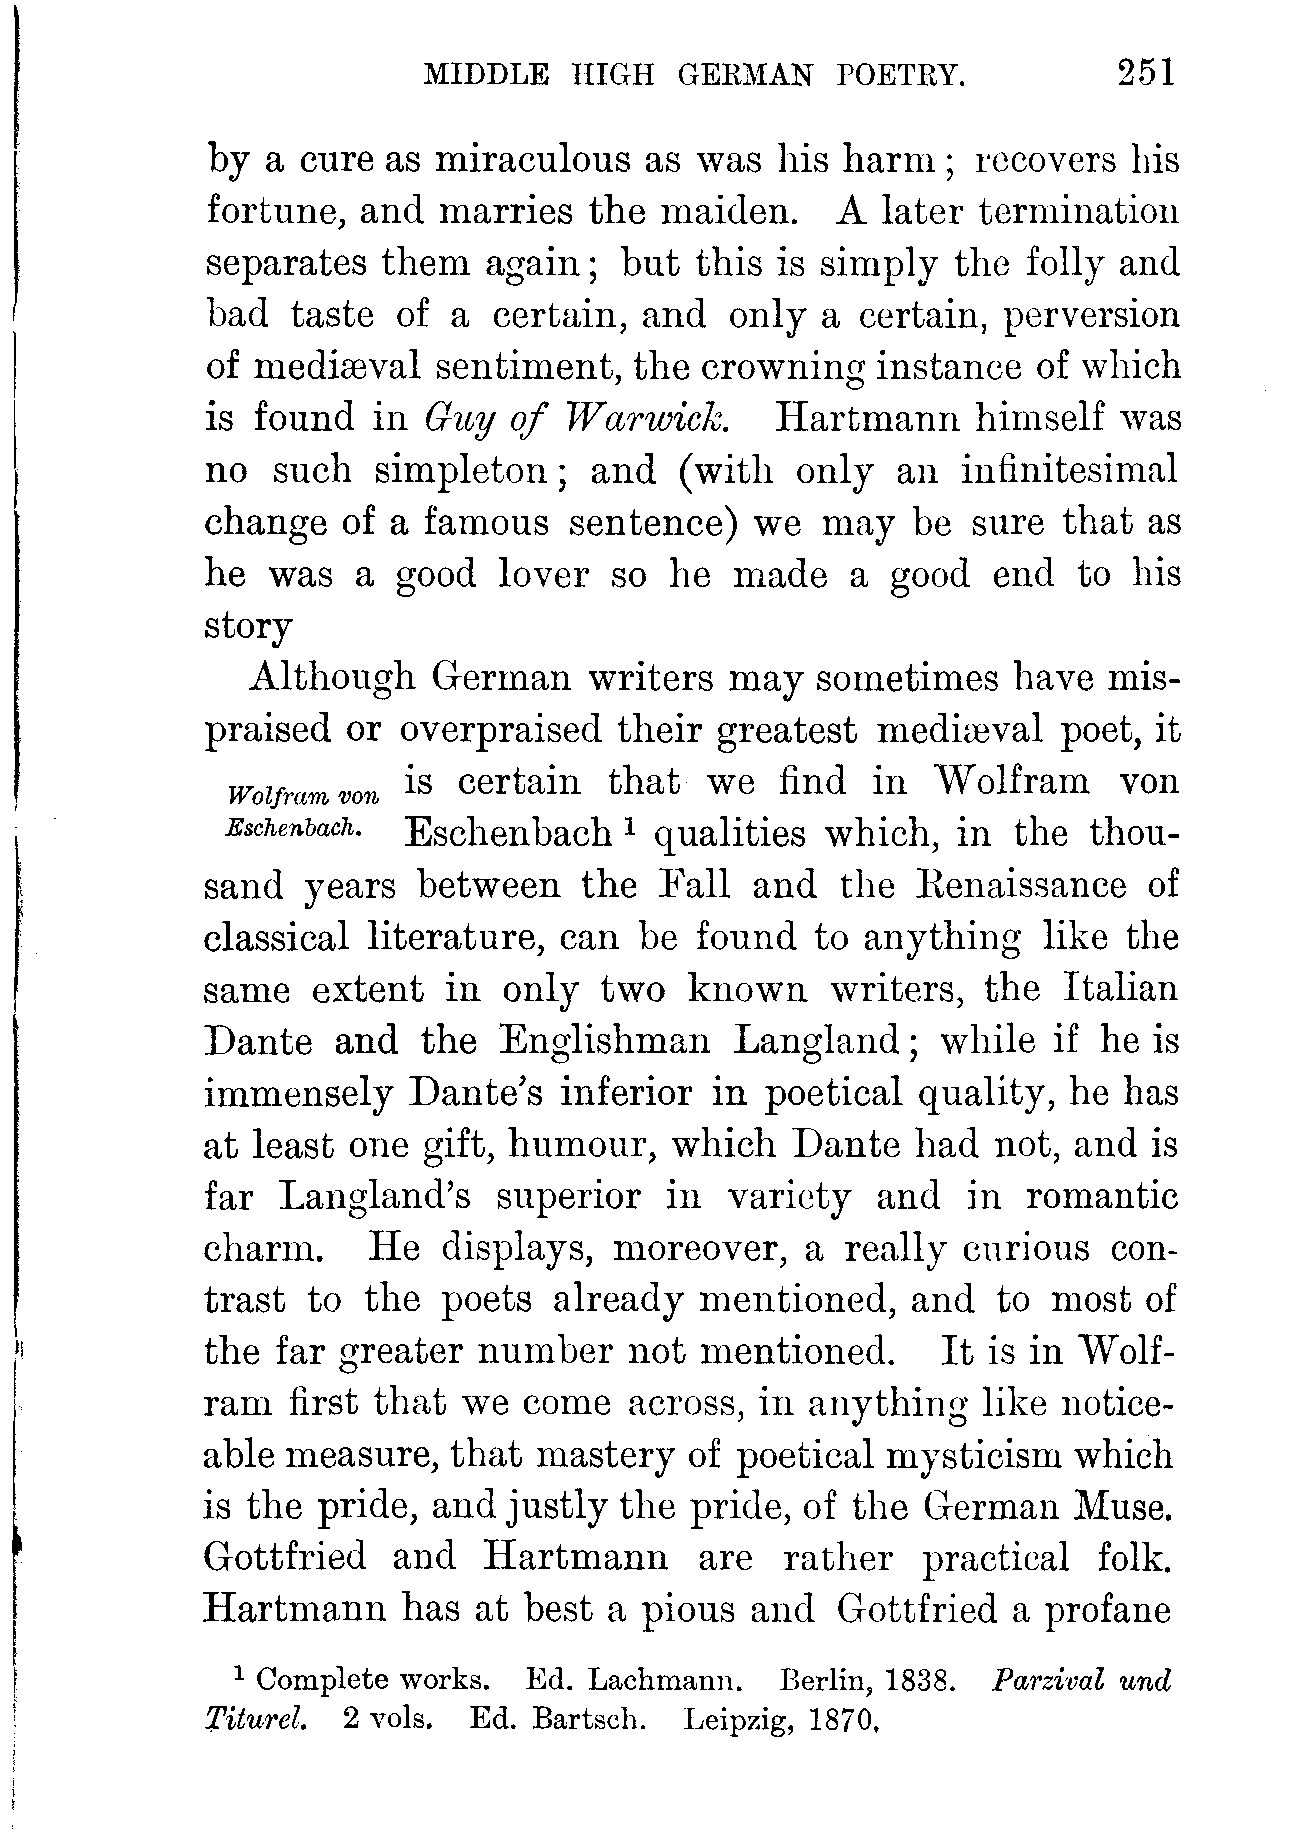 MIDDLE HIGH GERMAN POETRY. 251
by a cure as miraculous as was his harm; recovers his
fortune, and marries the maiden. A later termination
separates them again; but this is simply the folly and
bad taste of a certain, and only a certain, perversion
of mediæval sentiment, the crowning instance of which
is found in Guy of Warwick. Hartmann himself was
no such simpleton; and (with only an infinitesimal
change of a famous sentence) we may be sure that as
he was a good lover so he made a good end to his
story
Although German writers may sometimes have mis-
praised or overpraised their greatest mediæval poet, it
Wolfram von
Eschenbach.
is certain that we find in Wolfram von
Eschenbach ¹ qualities which, in the thou-
sand years between the Fall and the Renaissance of
classical literature, can be found to anything like the
same extent in only two known writers, the Italian
Dante and the Englishman Langland; while if he is
immensely Dante's inferior in poetical quality, he has
at least one gift, humour, which Dante had not, and is
far Langland's superior in variety and in romantic
charm. He displays, moreover, a really curious con-
trast to the poets already mentioned, and to most of
the far greater number not mentioned. It is in Wolf-
ram first that we come across, in anything like notice-
able measure, that mastery of poetical mysticism which
is the pride, and justly the pride, of the German Muse.
Gottfried and Hartmann are rather practical folk.
Hartmann has at best a pious and Gottfried a profane
¹ Complete works. Ed. Lachmann. Berlin, 1838. Parzival und
Titurel. 2 vols. Ed. Bartsch. Leipzig, 1870.